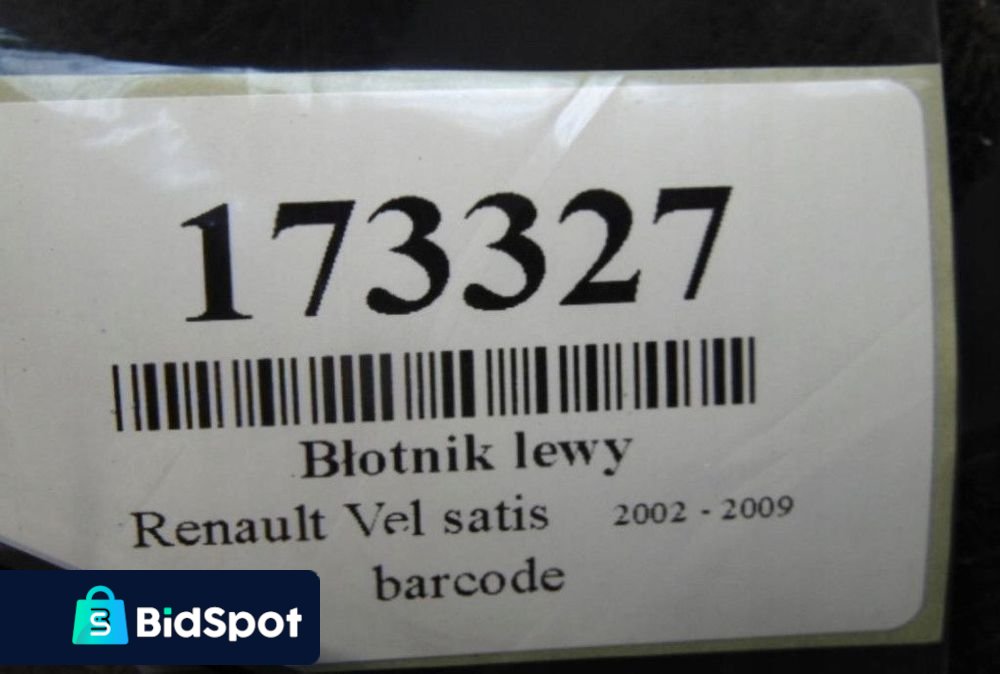 173327
Błotnik lewy
Renault Vel satis 2002 - 2009
barcode
BidSpot